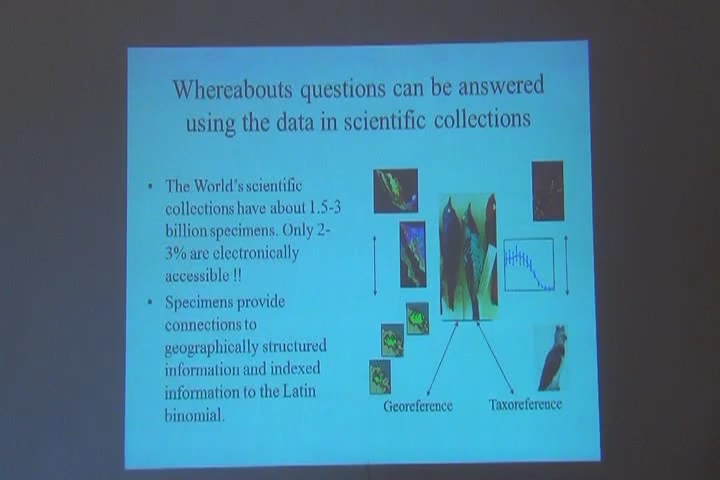 Whereabouts questions can be answered
using the data in scientific collections
• The World's scientific
collections have about 1.5-3
billion specimens. Only 2-
3% are electronically
accessible !!
• Specimens provide
connections to
geographically structured
information and indexed
information to the Latin
binomial.
Georeference
Taxoreference